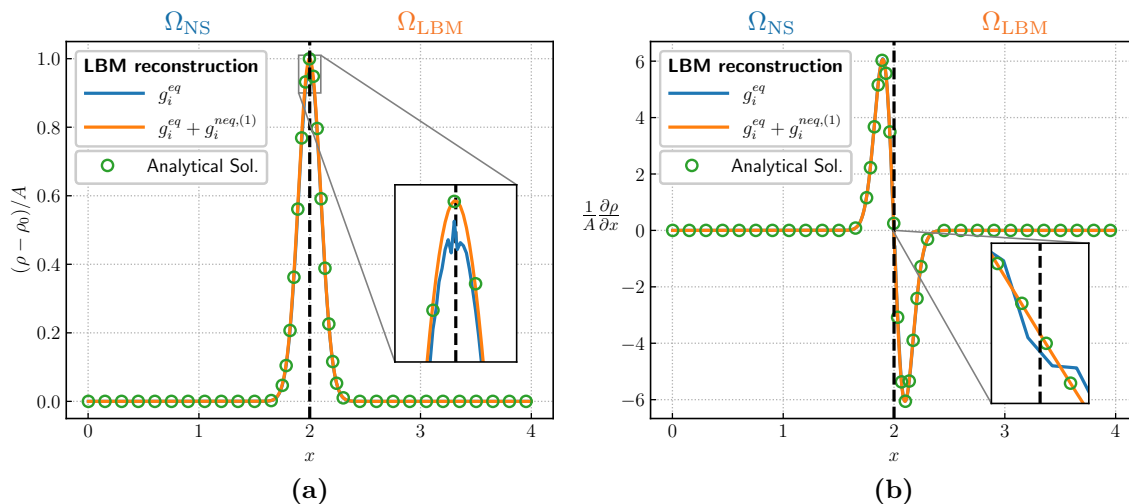 Ω_NS Ω_LBM
LBM reconstruction
g_i^{eq}
g_i^{eq} + g_i^{neq,(1)}
Analytical Sol.
(ρ − ρ_0)/A
1.0
0.8
0.6
0.4
0.2
0.0
0 1 2 3 4
x
(a)
Ω_NS Ω_LBM
LBM reconstruction
g_i^{eq}
g_i^{eq} + g_i^{neq,(1)}
Analytical Sol.
\frac{1}{A} \frac{∂ρ}{∂x}
6
4
2
0
−2
−4
−6
0 1 2 3 4
x
(b)